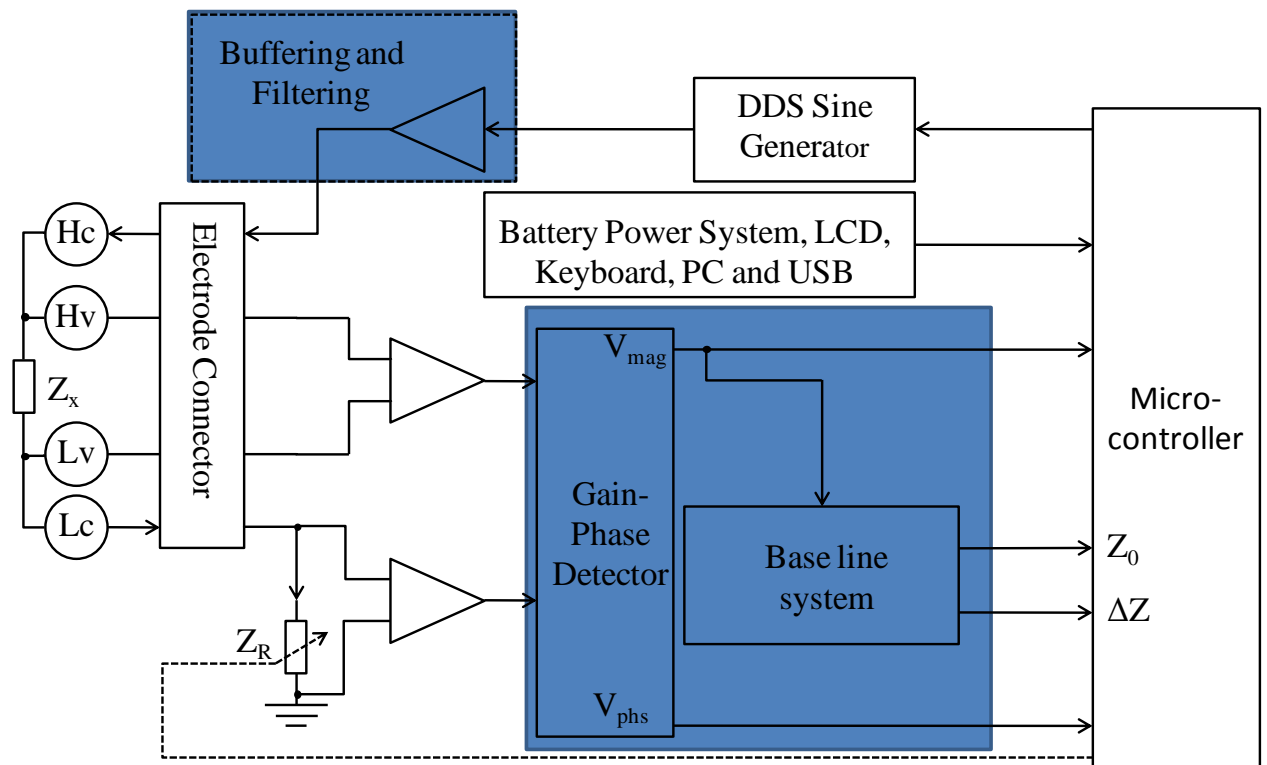 Buffering and
Filtering
DDS Sine
Generator
Battery Power System, LCD,
Keyboard, PC and USB
Hc
Hv
Zx
Lv
Lc
Electrode Connector
ZR
Vmag
Gain-
Phase
Detector
Vphs
Base line
system
Micro-
controller
Z0
ΔZ